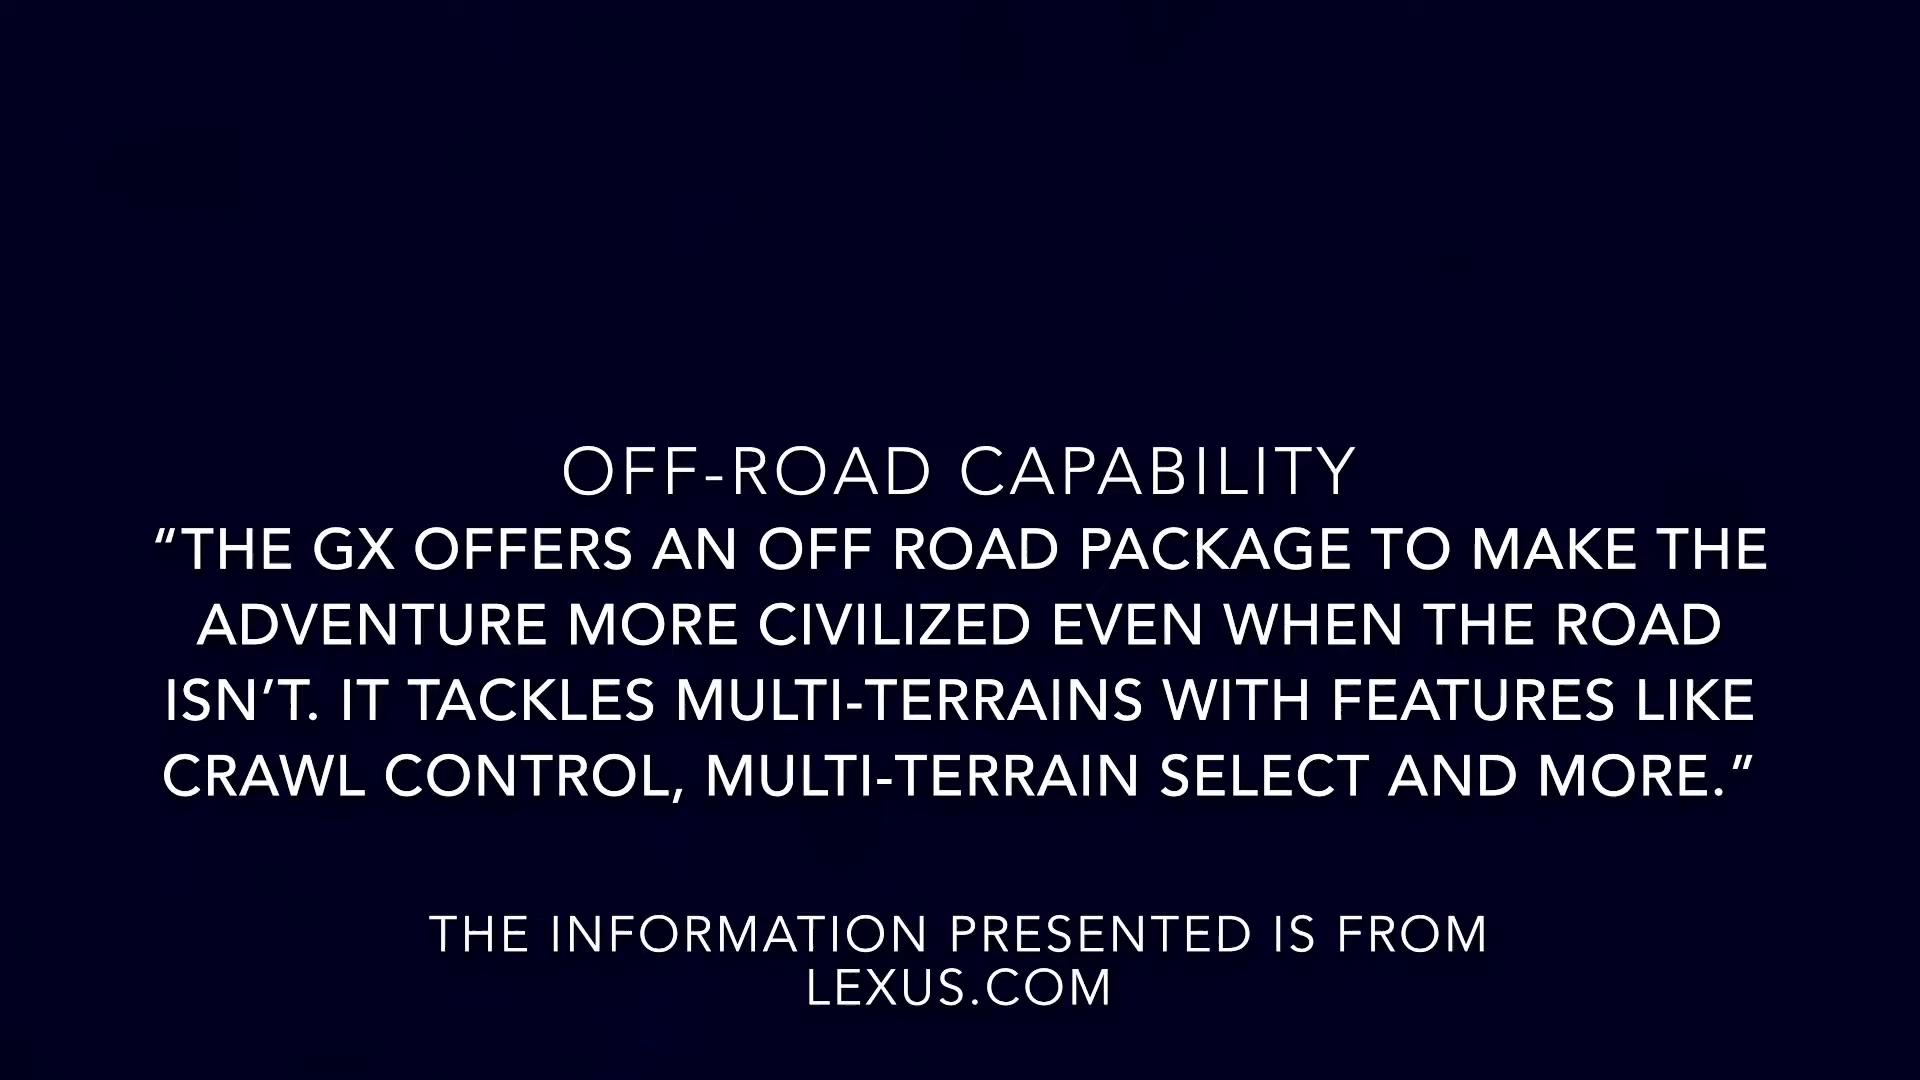 OFF-ROAD CAPABILITY
“THE GX OFFERS AN OFF ROAD PACKAGE TO MAKE THE
ADVENTURE MORE CIVILIZED EVEN WHEN THE ROAD
ISN’T. IT TACKLES MULTI-TERRAINS WITH FEATURES LIKE
CRAWL CONTROL, MULTI-TERRAIN SELECT AND MORE.”
THE INFORMATION PRESENTED IS FROM
LEXUS.COM